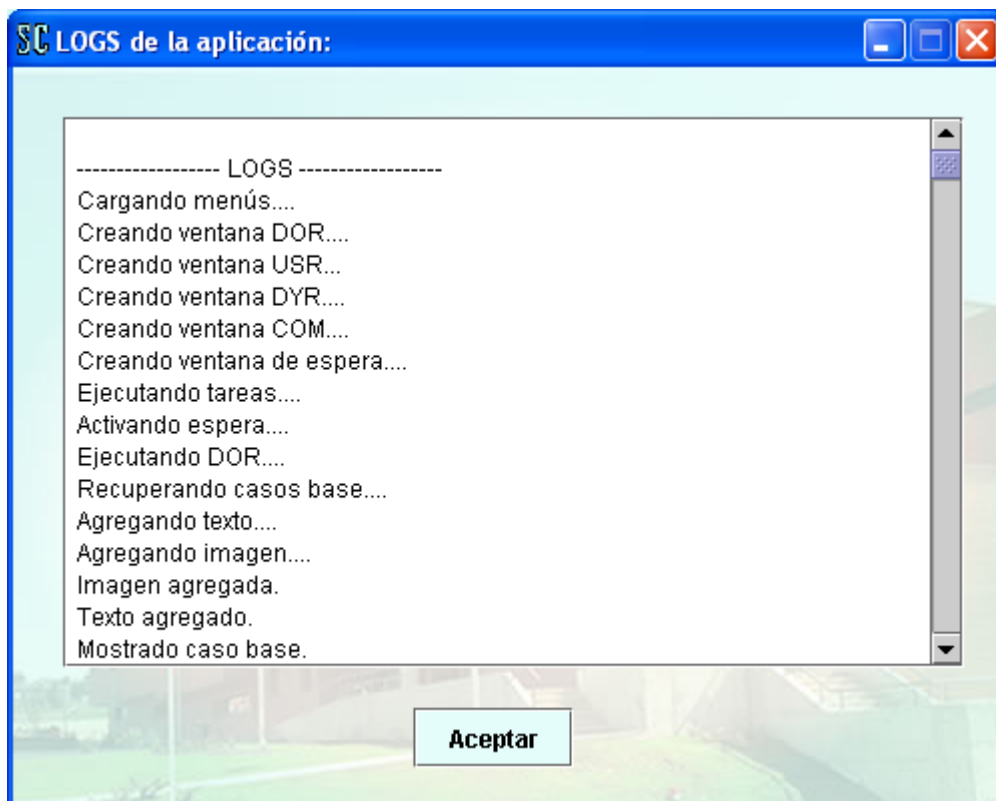 SC LOGS de la aplicación:
------------------ LOGS ------------------
Cargando menús....
Creando ventana DOR....
Creando ventana USR...
Creando ventana DYR....
Creando ventana COM....
Creando ventana de espera....
Ejecutando tareas....
Activando espera....
Ejecutando DOR....
Recuperando casos base....
Agregando texto....
Agregando imagen....
Imagen agregada.
Texto agregado.
Mostrado caso base.
Aceptar